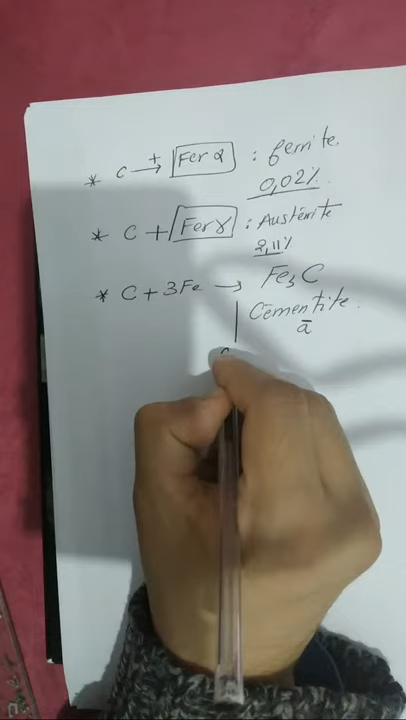 * C + → Fer α : ferrite.
0,02%
* C + Fer γ : Austénite
2,11%
* C + 3Fe → Fe3C
Cémentite.